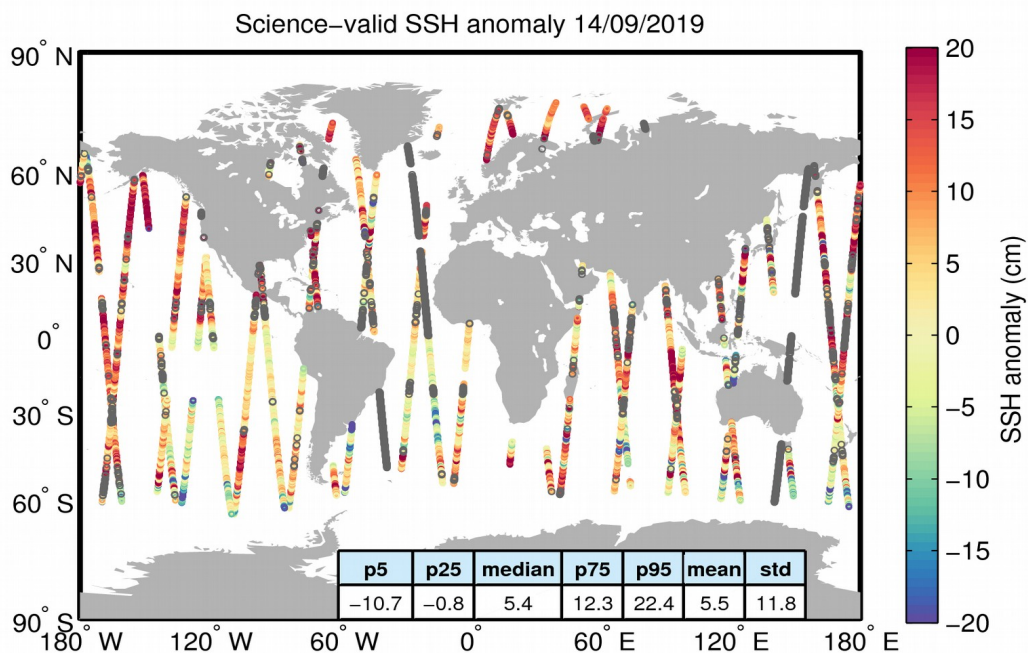 Science−valid SSH anomaly 14/09/2019
90° N
60° N
30° N
0°
30° S
60° S
90° S
180° W
120° W
60° W
0°
60° E
120° E
180° E
p5 p25 median p75 p95 mean std
−10.7 −0.8 5.4 12.3 22.4 5.5 11.8
20
15
10
5
0
−5
−10
−15
−20
SSH anomaly (cm)